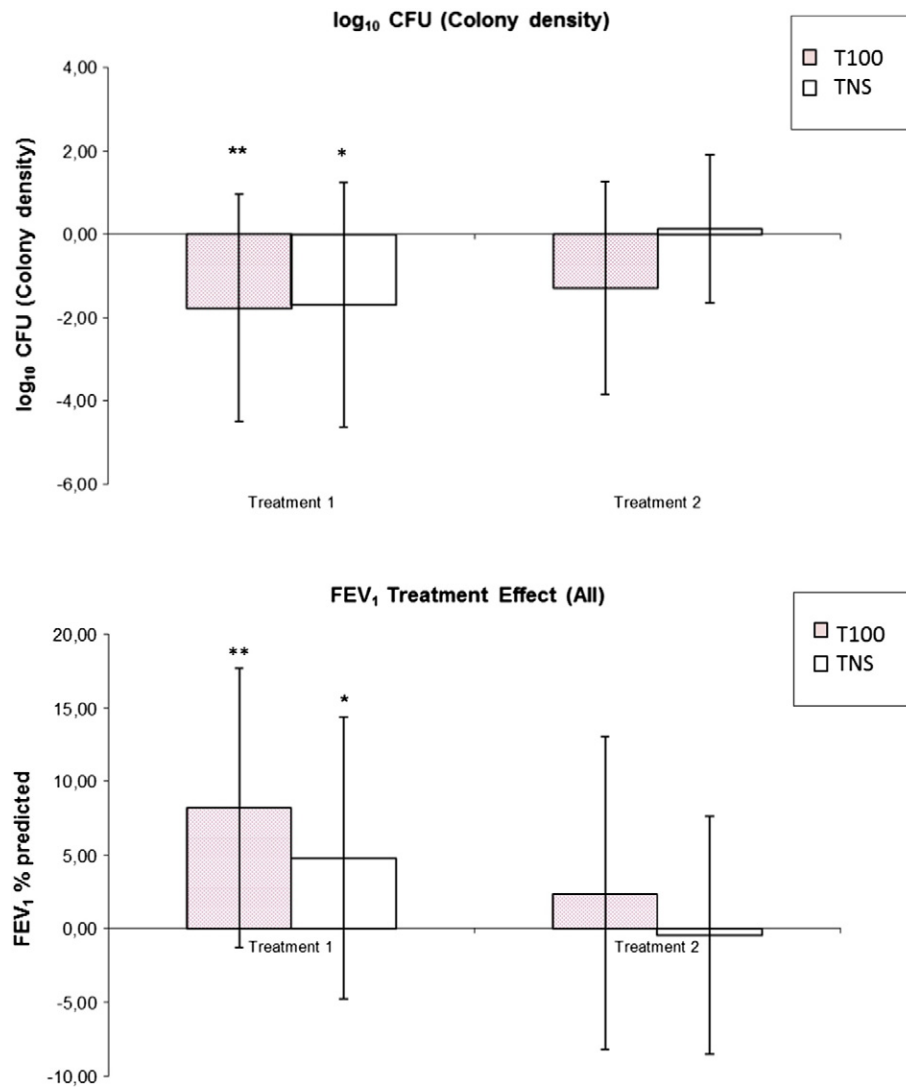 log₁₀ CFU (Colony density)
T100
TNS
log₁₀ CFU (Colony density)
4,00
2,00
0,00
-2,00
-4,00
-6,00
** *
Treatment 1 Treatment 2
FEV₁ Treatment Effect (All)
T100
TNS
FEV₁ % predicted
20,00
15,00
10,00
5,00
0,00
-5,00
-10,00
** *
Treatment 1 Treatment 2